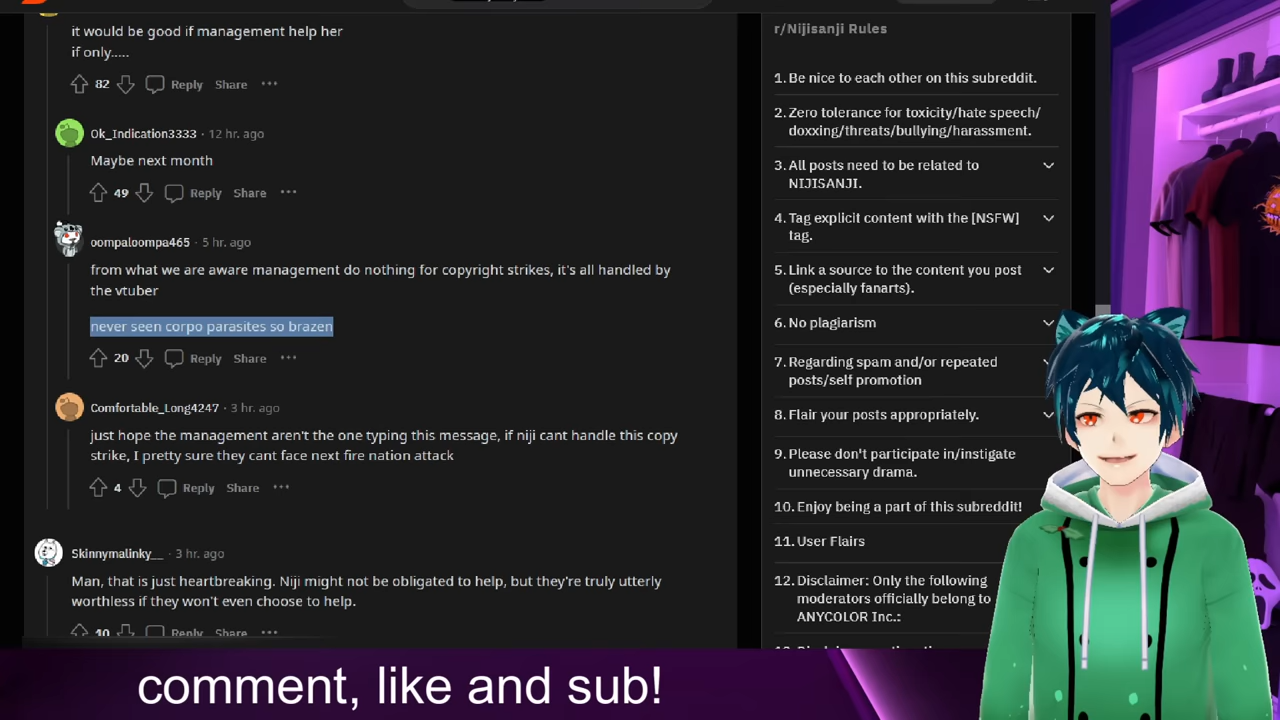 it would be good if management help her
if only.....
82 Reply Share
Ok_Indication3333 · 12 hr. ago
Maybe next month
49 Reply Share
oompaloompa465 · 5 hr. ago
from what we are aware management do nothing for copyright strikes, it's all handled by
the vtuber
never seen corpo parasites so brazen
20 Reply Share
Comfortable_Long4247 · 3 hr. ago
just hope the management aren't the one typing this message, if niji cant handle this copy
strike, I pretty sure they cant face next fire nation attack
4 Reply Share
Skinnymalinky__ · 3 hr. ago
Man, that is just heartbreaking. Niji might not be obligated to help, but they're truly utterly
worthless if they won't even choose to help.
10 Reply Share
r/Nijisanji Rules
1. Be nice to each other on this subreddit.
2. Zero tolerance for toxicity/hate speech/
doxxing/threats/bullying/harassment.
3. All posts need to be related to
NIJISANJI.
4. Tag explicit content with the [NSFW]
tag.
5. Link a source to the content you post
(especially fanarts).
6. No plagiarism
7. Regarding spam and/or repeated
posts/self promotion
8. Flair your posts appropriately.
9. Please don't participate in/instigate
unnecessary drama.
10. Enjoy being a part of this subreddit!
11. User Flairs
12. Disclaimer: Only the following
moderators officially belong to
ANYCOLOR Inc.:
comment, like and sub!